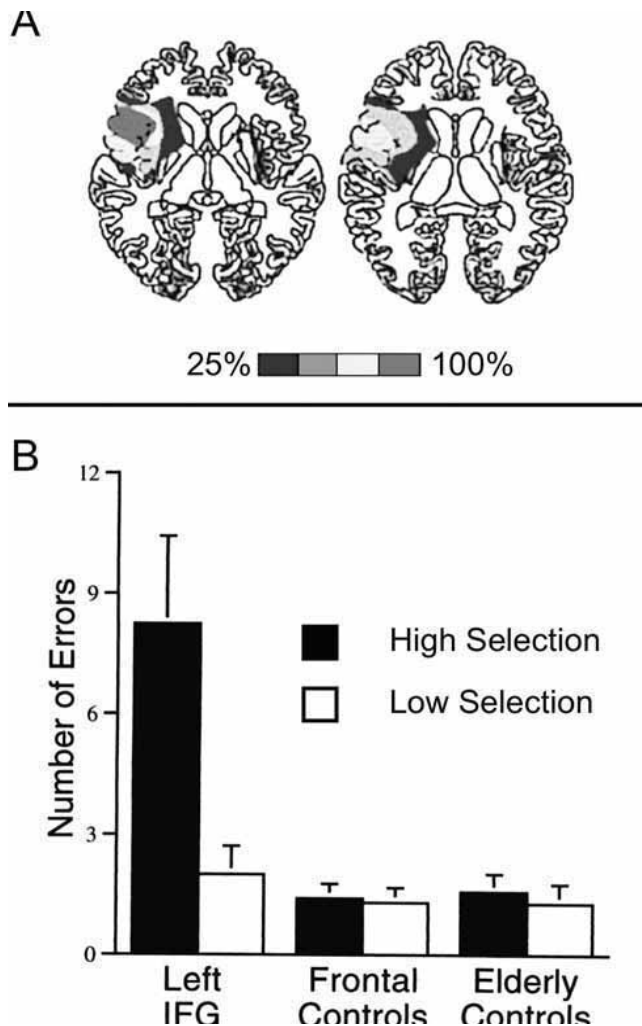 A
25% 100%
B
12
9
6
3
0
Number of Errors
High Selection
Low Selection
Left
IFG
Frontal
Controls
Elderly
Controls